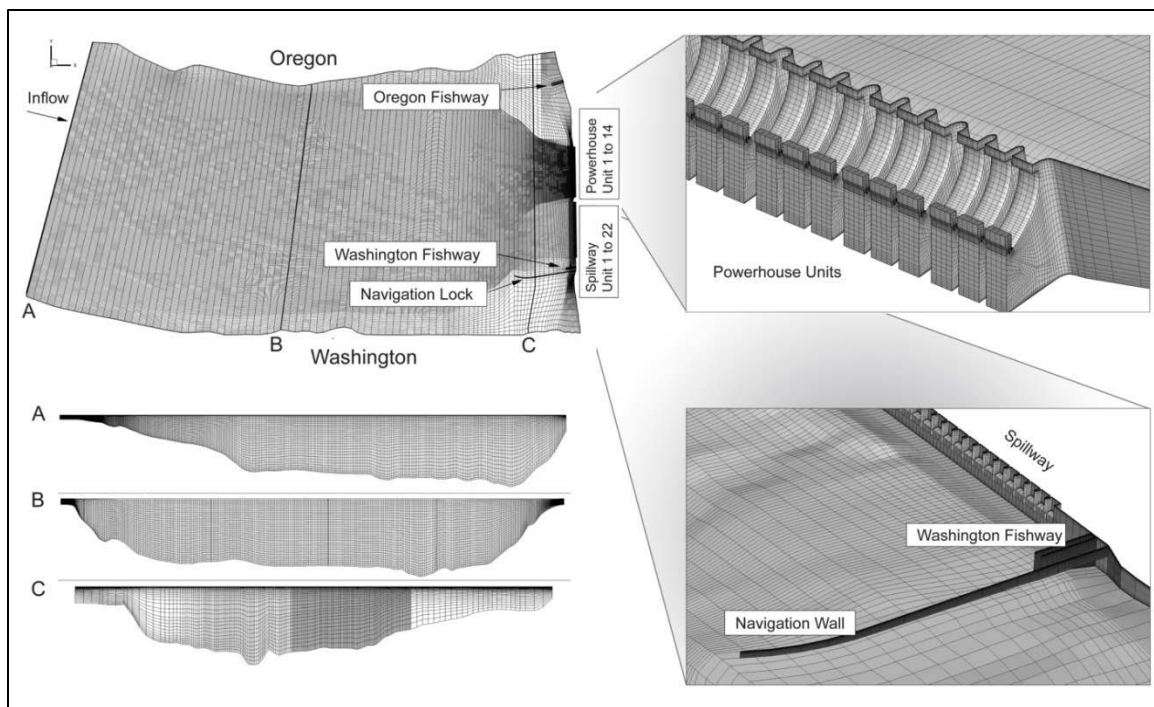 Y
X
Oregon
Inflow
Oregon Fishway
Powerhouse
Unit 1 to 14
Washington Fishway
Spillway
Unit 1 to 22
Navigation Lock
A
B
C
Washington
Powerhouse Units
A
B
C
Spillway
Washington Fishway
Navigation Wall